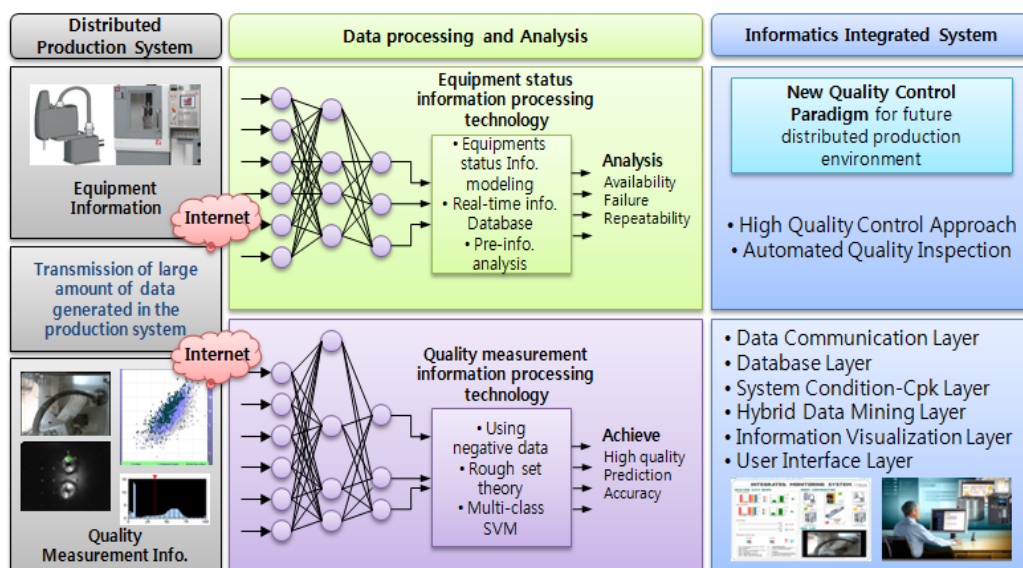 Distributed
Production System
Data processing and Analysis
Informatics Integrated System
Equipment
Information
Internet
Transmission of large
amount of data
generated in the
production system
Internet
Quality
Measurement Info.
Equipment status
information processing
technology
• Equipments
status Info.
modeling
• Real-time info.
Database
• Pre-info.
analysis
Analysis
Availability
Failure
Repeatability
Quality measurement
information processing
technology
• Using
negative data
• Rough set
theory
• Multi-class
SVM
Achieve
High quality
Prediction
Accuracy
New Quality Control
Paradigm for future
distributed production
environment
• High Quality Control Approach
• Automated Quality Inspection
• Data Communication Layer
• Database Layer
• System Condition-Cpk Layer
• Hybrid Data Mining Layer
• Information Visualization Layer
• User Interface Layer
INTEGRATED MONITORING SYSTEM